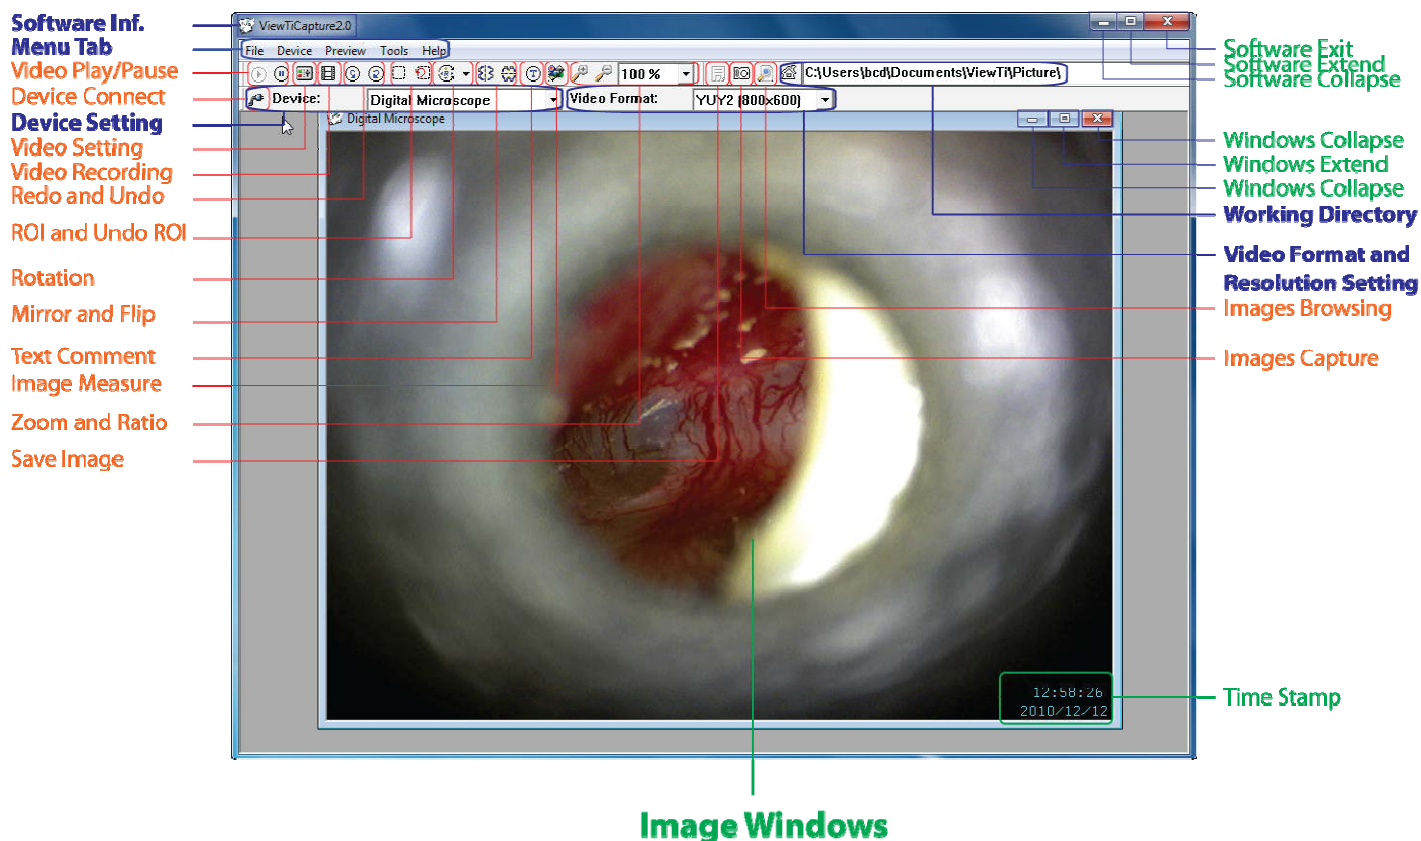 Software Inf.
Menu Tab
Video Play/Pause
Device Connect
Device Setting
Video Setting
Video Recording
Redo and Undo
ROI and Undo ROI
Rotation
Mirror and Flip
Text Comment
Image Measure
Zoom and Ratio
Save Image
ViewTiCapture2.0
File Device Preview Tools Help
100 % C:\Users\bcd\Documents\ViewTi\Picture\
Device: Digital Microscope Video Format: YUY2 (800x600)
Digital Microscope
12:58:26
2010/12/12
Software Exit
Software Extend
Software Collapse
Windows Collapse
Windows Extend
Windows Collapse
Working Directory
Video Format and
Resolution Setting
Images Browsing
Images Capture
Time Stamp
Image Windows